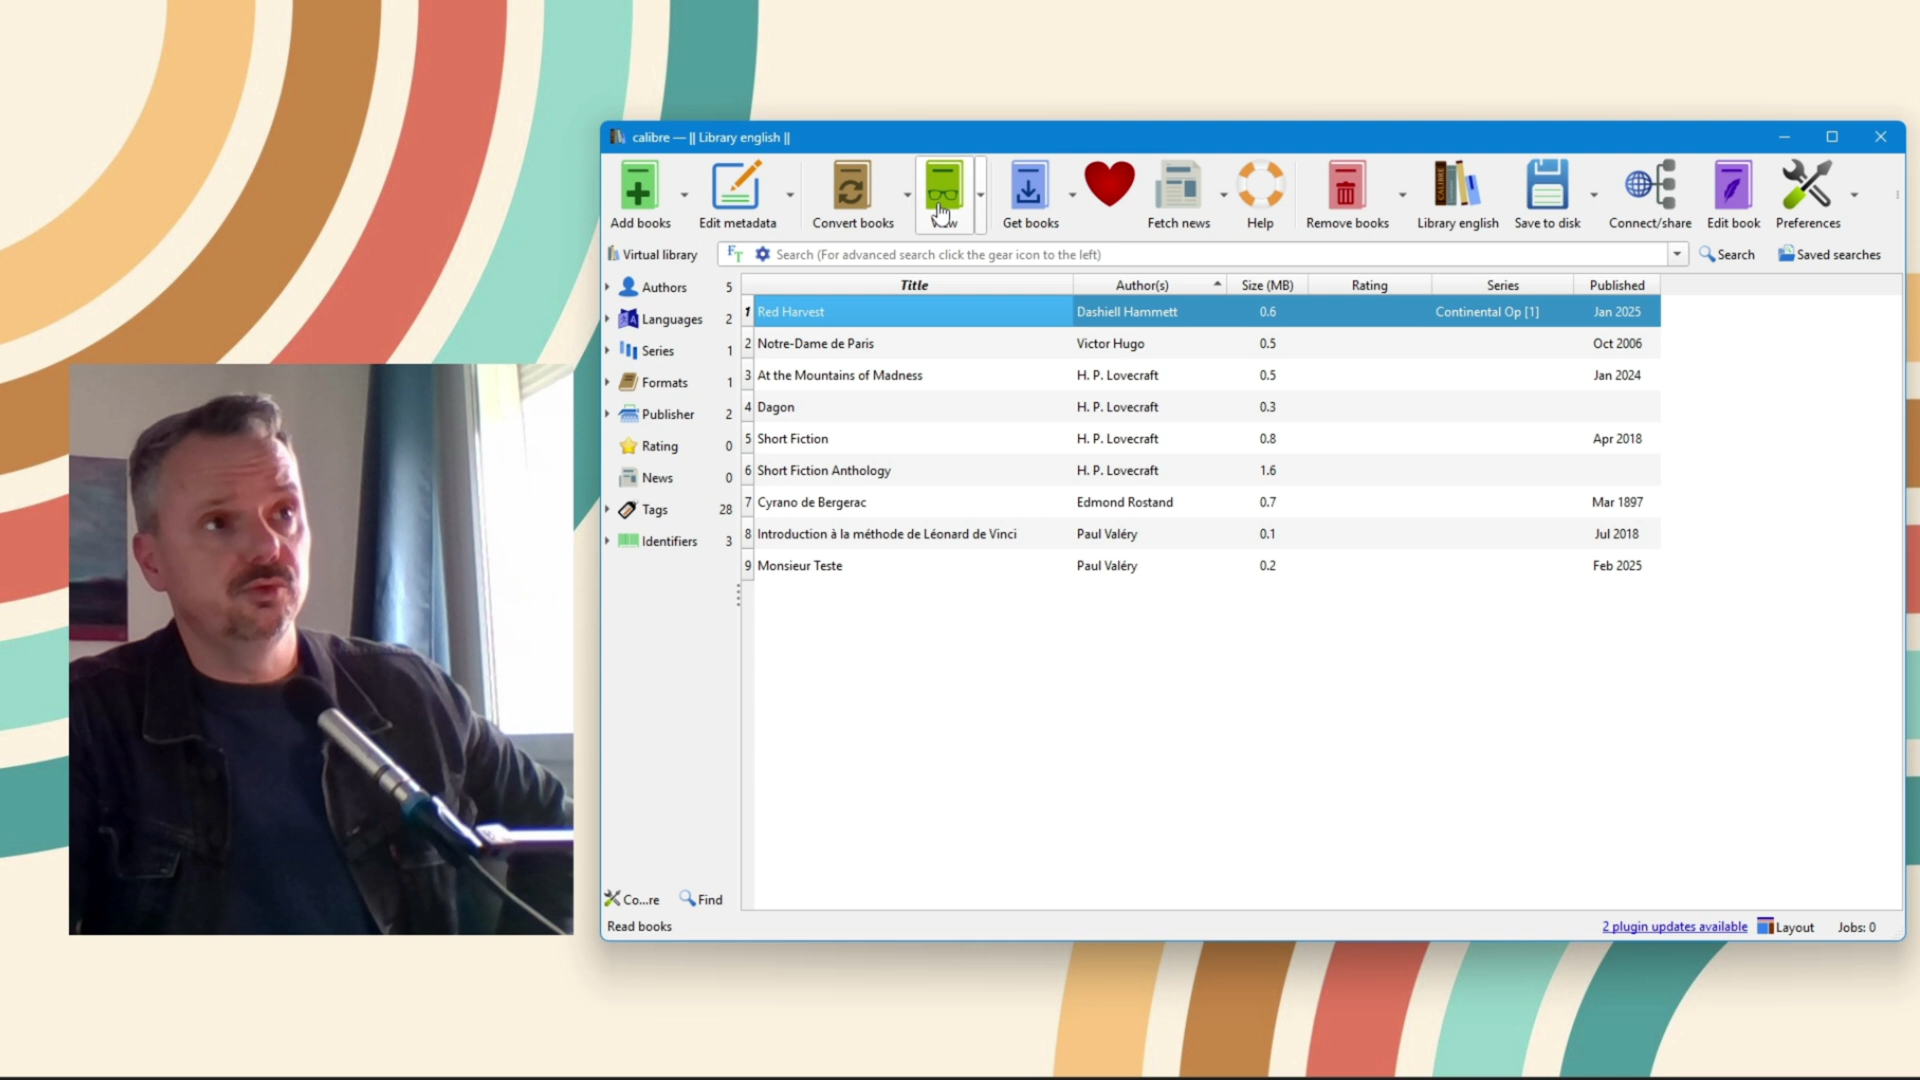 calibre — || Library english ||
Add books
Edit metadata
Convert books
Get books
Fetch news
Help
Remove books
Library english
Save to disk
Connect/share
Edit book
Preferences
Virtual library
FT
Search (For advanced search click the gear icon to the left)
Search
Saved searches
Authors 5
Languages 2
Series 1
Formats 1
Publisher 2
Rating 0
News 0
Tags 28
Identifiers 3
Title Author(s) Size (MB) Rating Series Published
1 Red Harvest Dashiell Hammett 0.6 Continental Op [1] Jan 2025
2 Notre-Dame de Paris Victor Hugo 0.5 Oct 2006
3 At the Mountains of Madness H. P. Lovecraft 0.5 Jan 2024
4 Dagon H. P. Lovecraft 0.3
5 Short Fiction H. P. Lovecraft 0.8 Apr 2018
6 Short Fiction Anthology H. P. Lovecraft 1.6
7 Cyrano de Bergerac Edmond Rostand 0.7 Mar 1897
8 Introduction à la méthode de Léonard de Vinci Paul Valéry 0.1 Jul 2018
9 Monsieur Teste Paul Valéry 0.2 Feb 2025
Co...re Find
Read books
2 plugin updates available
Layout
Jobs: 0